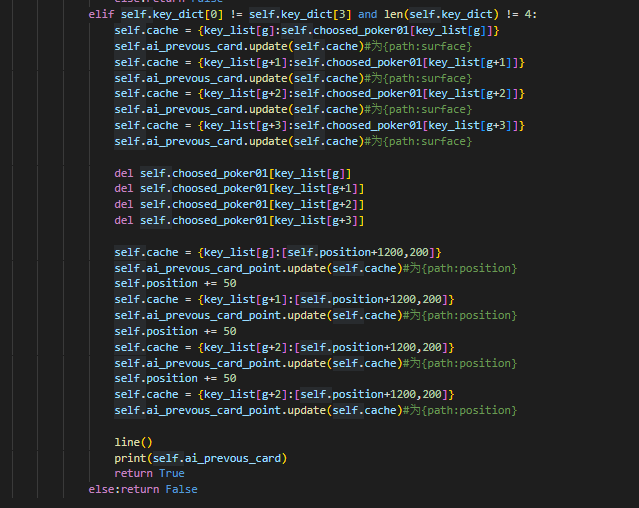 else:return False
elif self.key_dict[0] != self.key_dict[3] and len(self.key_dict) != 4:
self.cache = {key_list[g]:self.choosed_poker01[key_list[g]]}
self.ai_prevous_card.update(self.cache)#为{path:surface}
self.cache = {key_list[g+1]:self.choosed_poker01[key_list[g+1]]}
self.ai_prevous_card.update(self.cache)#为{path:surface}
self.cache = {key_list[g+2]:self.choosed_poker01[key_list[g+2]]}
self.ai_prevous_card.update(self.cache)#为{path:surface}
self.cache = {key_list[g+3]:self.choosed_poker01[key_list[g+3]]}
self.ai_prevous_card.update(self.cache)#为{path:surface}
del self.choosed_poker01[key_list[g]]
del self.choosed_poker01[key_list[g+1]]
del self.choosed_poker01[key_list[g+2]]
del self.choosed_poker01[key_list[g+3]]
self.cache = {key_list[g]:[self.position+1200,200]}
self.ai_prevous_card_point.update(self.cache)#为{path:position}
self.position += 50
self.cache = {key_list[g+1]:[self.position+1200,200]}
self.ai_prevous_card_point.update(self.cache)#为{path:position}
self.position += 50
self.cache = {key_list[g+2]:[self.position+1200,200]}
self.ai_prevous_card_point.update(self.cache)#为{path:position}
self.position += 50
self.cache = {key_list[g+2]:[self.position+1200,200]}
self.ai_prevous_card_point.update(self.cache)#为{path:position}
line()
print(self.ai_prevous_card)
return True
else:return False